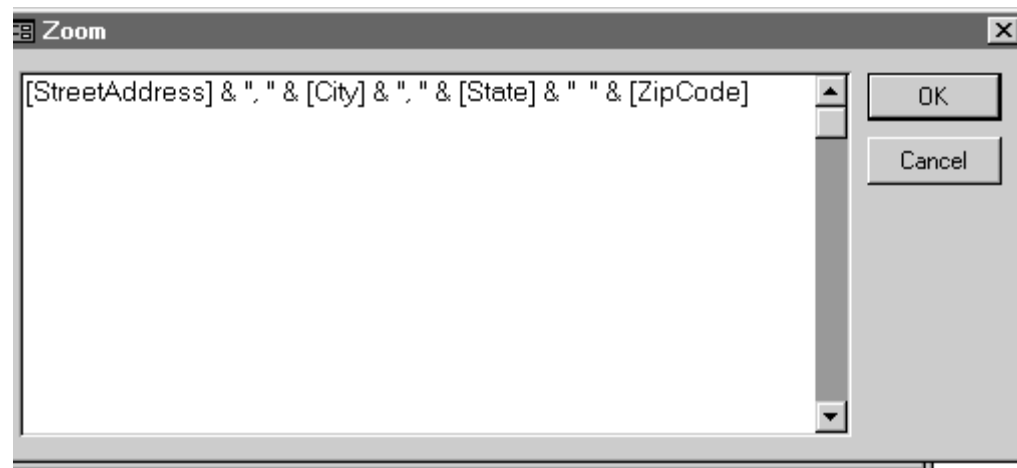 Zoom
[StreetAddress] & ", " & [City] & ", " & [State] & "  " & [ZipCode]
OK
Cancel